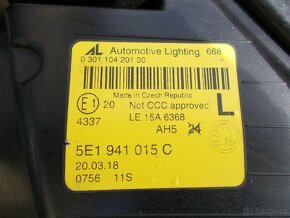 AL Automotive Lighting 668
0 301 104 201 00
Made in Czech Republic
E1 20 Not CCC approved L
4337 LE 15A 6368
AH5 24
5E1 941 015 C
20.03.18
0756 11S